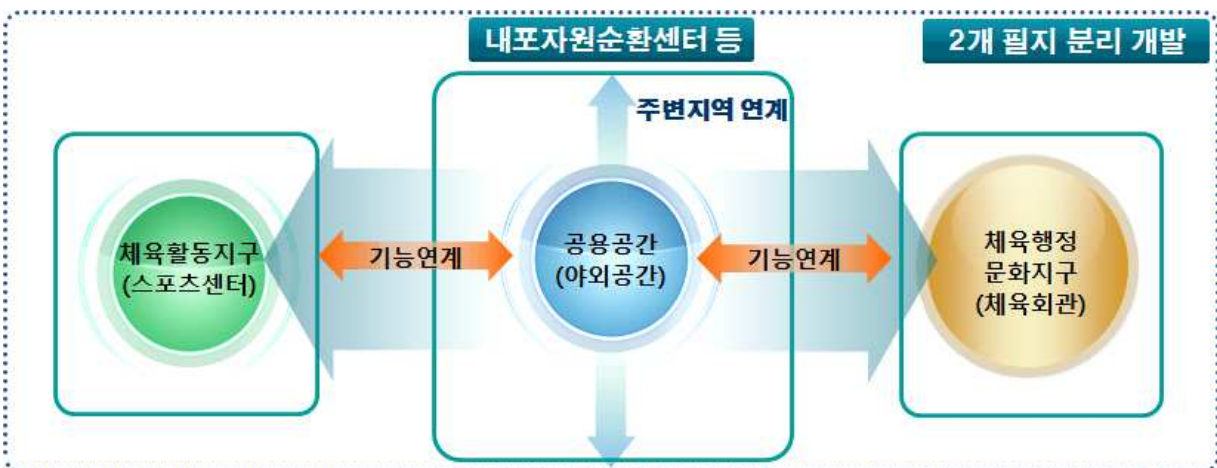 내포자원순환센터 등
2개 필지 분리 개발
주변지역 연계
체육활동지구
(스포츠센터)
기능연계
공용공간
(야외공간)
기능연계
체육행정
문화지구
(체육회관)